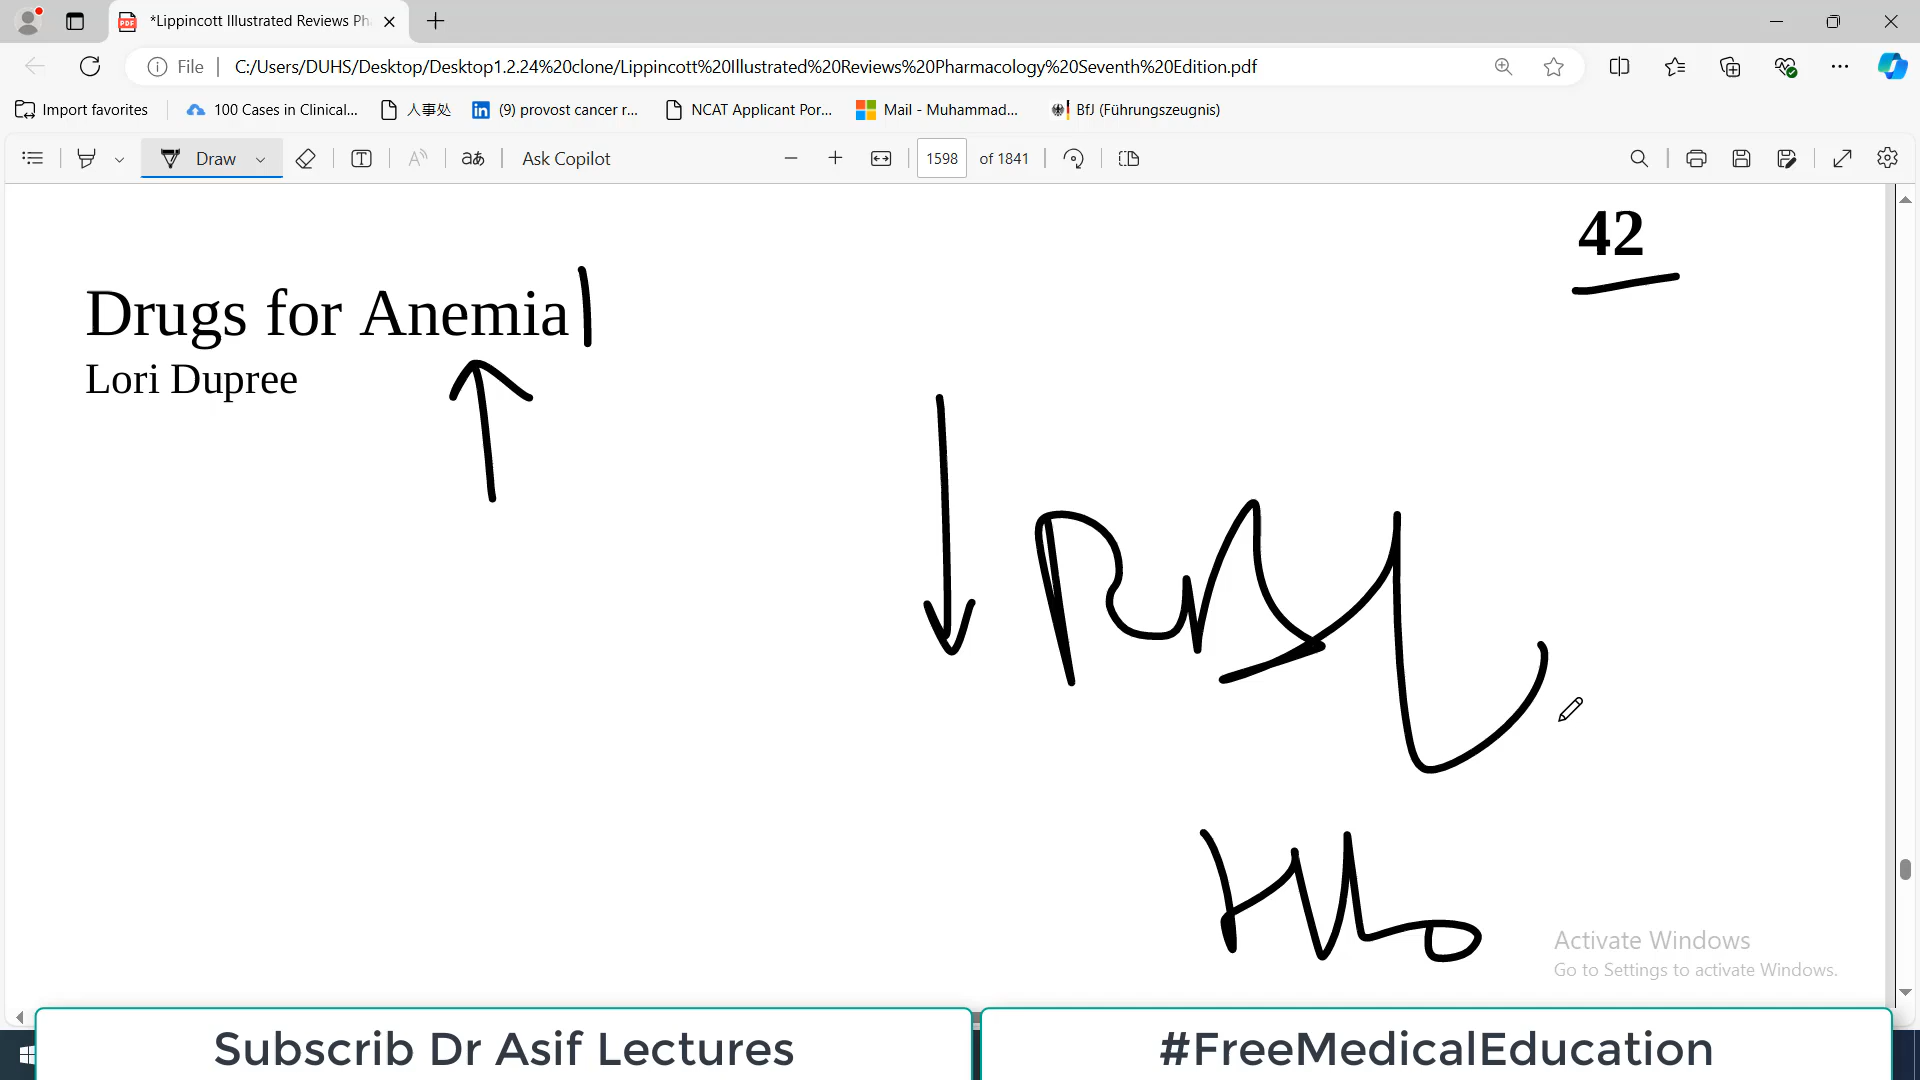 *Lippincott Illustrated Reviews Ph
File
C:/Users/DUHS/Desktop/Desktop1.2.24%20clone/Lippincott%20Illustrated%20Reviews%20Pharmacology%20Seventh%20Edition.pdf
Import favorites
100 Cases in Clinical...
人事处
(9) provost cancer r...
NCAT Applicant Por...
Mail - Muhammad...
BfJ (Führungszeugnis)
Draw
aあ
Ask Copilot
1598 of 1841
42
Drugs for Anemia
Lori Dupree
Activate Windows
Go to Settings to activate Windows.
Subscrib Dr Asif Lectures
#FreeMedicalEducation